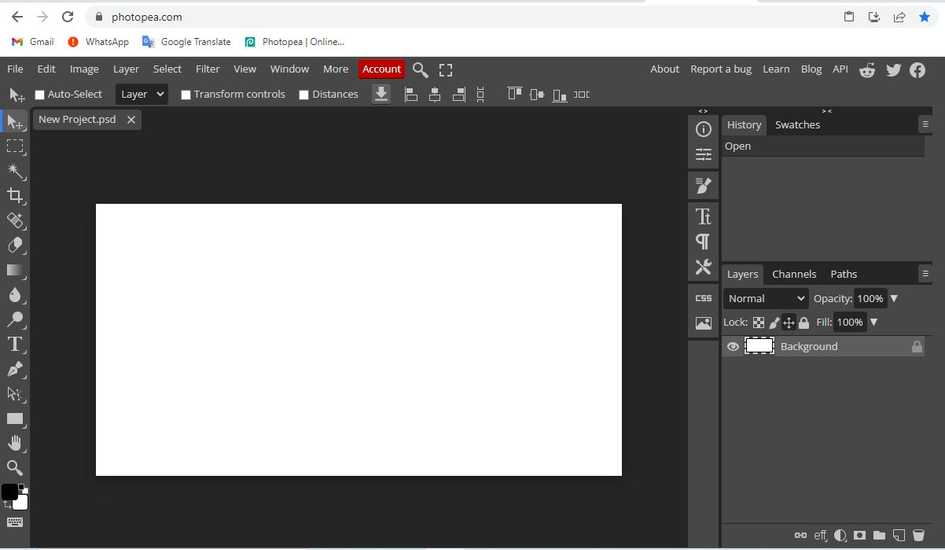 photopea.com
Gmail WhatsApp Google Translate Photopea | Online...
File Edit Image Layer Select Filter View Window More Account About Report a bug Learn Blog API
Auto-Select Layer Transform controls Distances
New Project.psd
< > > <
History Swatches
Open
Tt
CSS
Layers Channels Paths
Normal Opacity: 100%
Lock: Fill: 100%
Background
eff